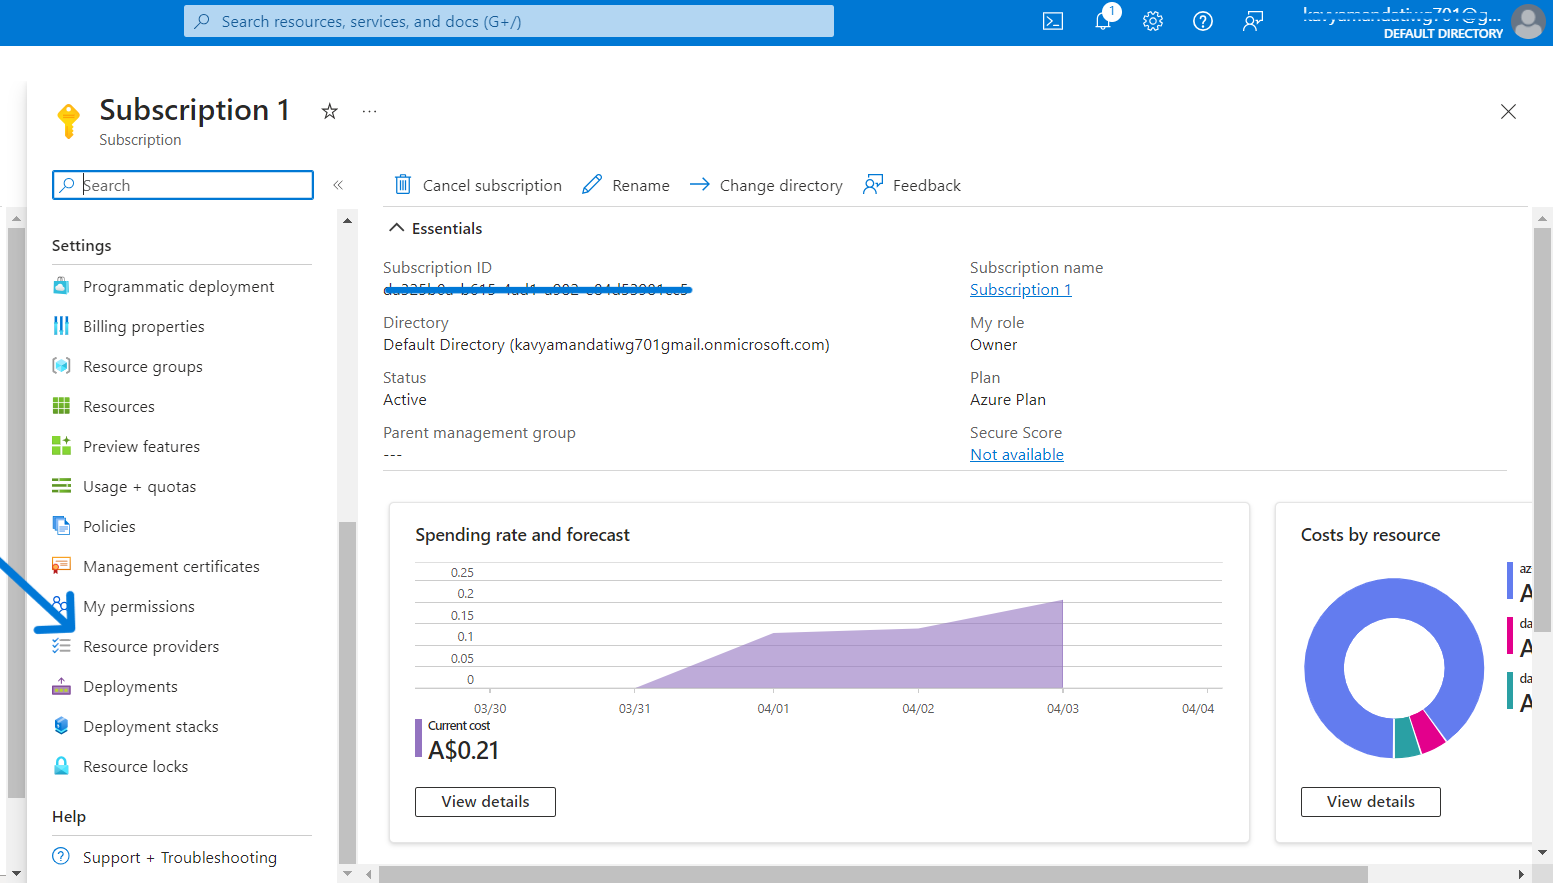 Search resources, services, and docs (G+/)
1
DEFAULT DIRECTORY
Subscription 1
...
Subscription
Search
«
Cancel subscription
Rename
Change directory
Feedback
Settings
Programmatic deployment
Billing properties
Resource groups
Resources
Preview features
Usage + quotas
Policies
Management certificates
My permissions
Resource providers
Deployments
Deployment stacks
Resource locks
Help
Support + Troubleshooting
Essentials
Subscription ID
Subscription name
Subscription 1
Directory
Default Directory (kavyamandatiwg701gmail.onmicrosoft.com)
My role
Owner
Status
Active
Plan
Azure Plan
Parent management group
---
Secure Score
Not available
Spending rate and forecast
0.25
0.2
0.15
0.1
0.05
0
03/30
03/31
04/01
04/02
04/03
04/04
Current cost
A$0.21
View details
Costs by resource
az
A
da
A
da
A
View details